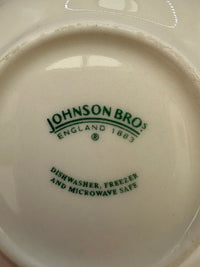 JOHNSON BROS
ENGLAND 1883
®
DISHWASHER, FREEZER
AND MICROWAVE SAFE